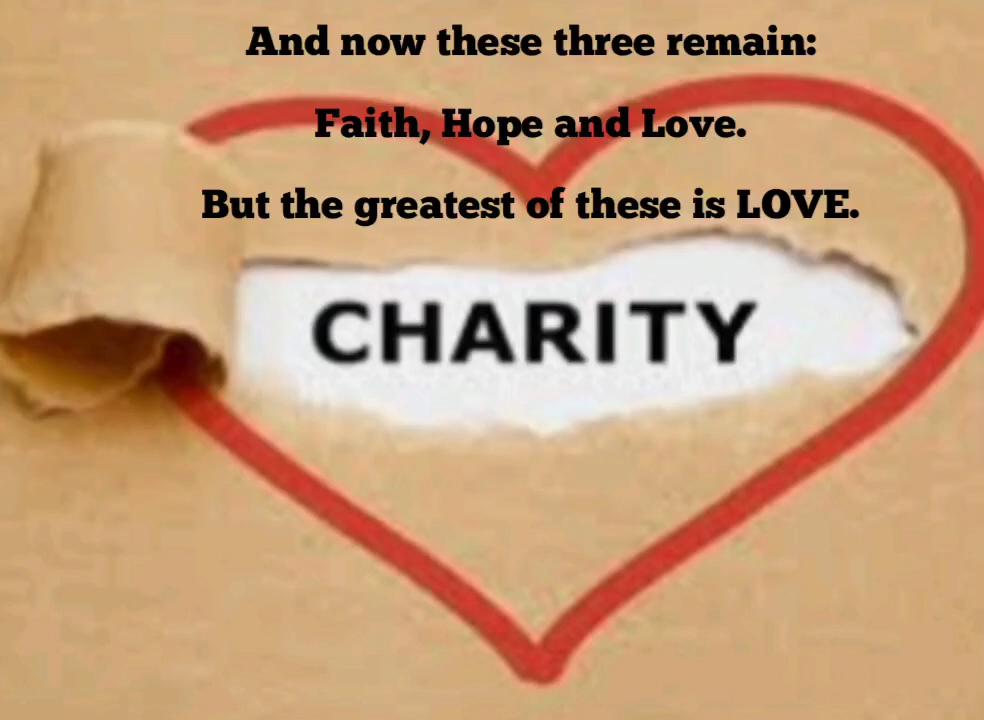 And now these three remain:
Faith, Hope and Love.
But the greatest of these is LOVE.
CHARITY